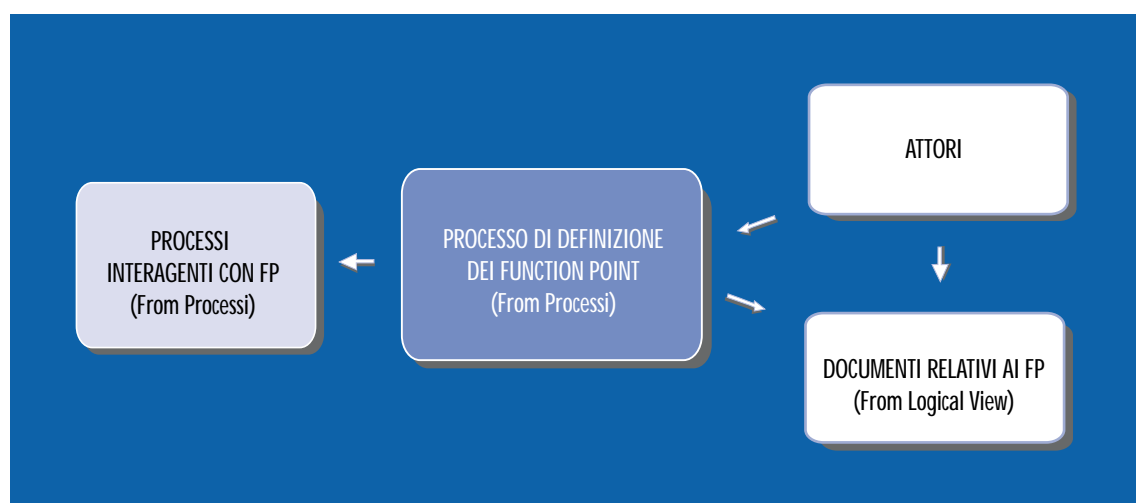 PROCESSI
INTERAGENTI CON FP
(From Processi)
PROCESSO DI DEFINIZIONE
DEI FUNCTION POINT
(From Processi)
ATTORI
DOCUMENTI RELATIVI AI FP
(From Logical View)